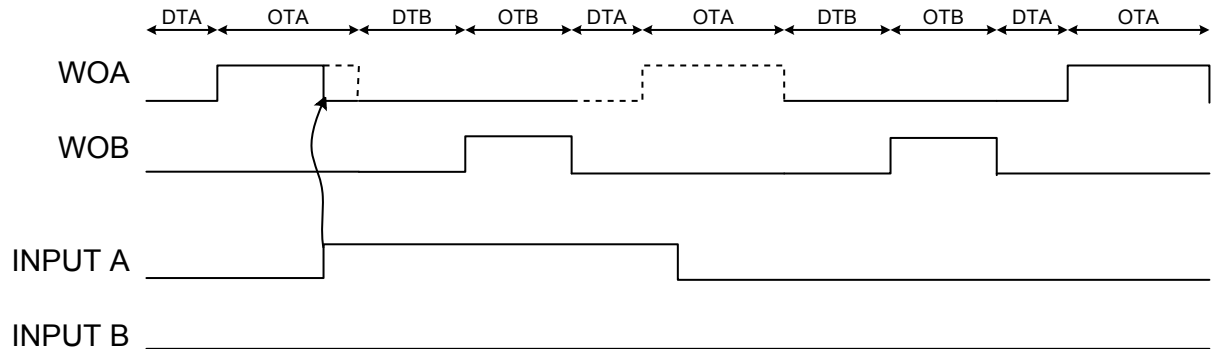 DTA OTA DTB OTB DTA OTA DTB OTB DTA OTA
WOA
WOB
INPUT A
INPUT B